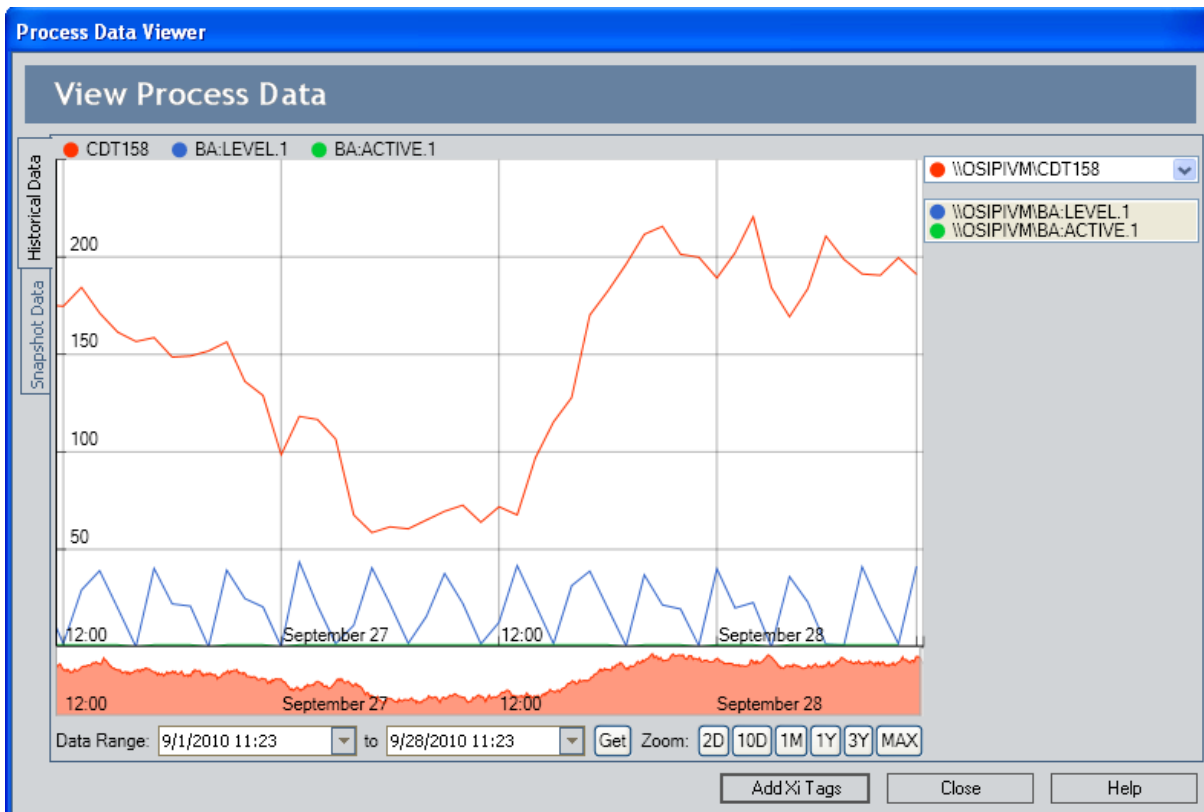 Process Data Viewer
View Process Data
Historical Data
Snapshot Data
CDT158 BA:LEVEL.1 BA:ACTIVE.1
\\OSIPIVM\CDT158
\\OSIPIVM\BA:LEVEL.1
\\OSIPIVM\BA:ACTIVE.1
200
150
100
50
12:00 September 27 12:00 September 28
12:00 September 27 12:00 September 28
Data Range: 9/1/2010 11:23 to 9/28/2010 11:23 Get Zoom: 2D 10D 1M 1Y 3Y MAX
Add Xi Tags Close Help